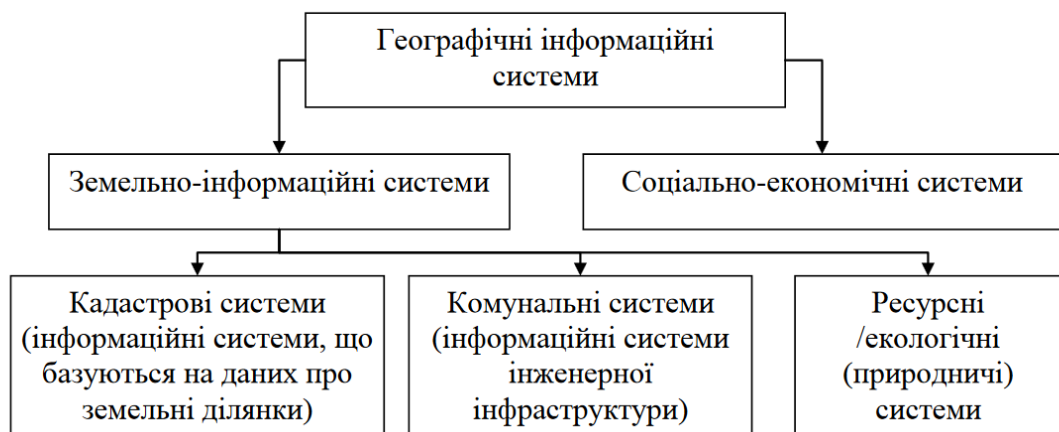 Географічні інформаційні
системи
Земельно-інформаційні системи
Соціально-економічні системи
Кадастрові системи
(інформаційні системи, що
базуються на даних про
земельні ділянки)
Комунальні системи
(інформаційні системи
інженерної
інфраструктури)
Ресурсні
/екологічні
(природничі)
системи